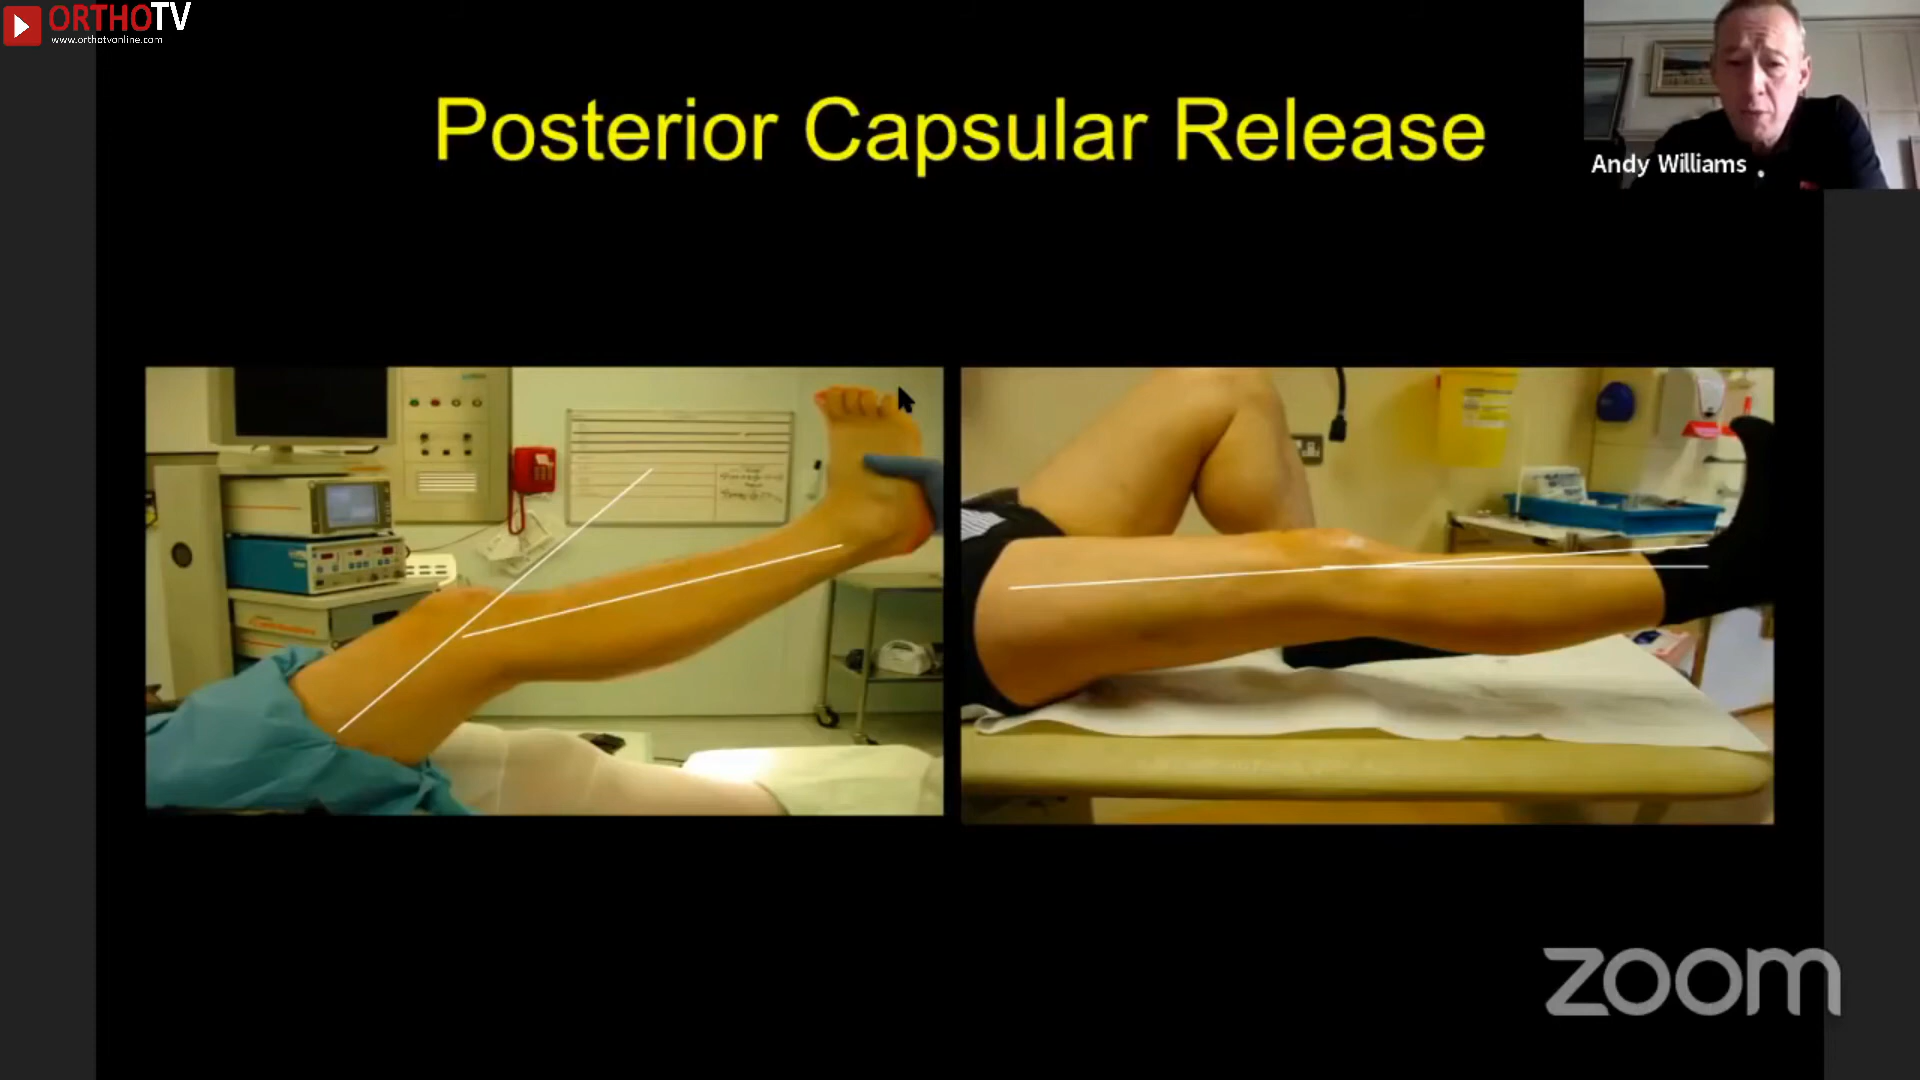 ORTHOTV
www.orthotvonline.com
Posterior Capsular Release
Andy Williams
zoom